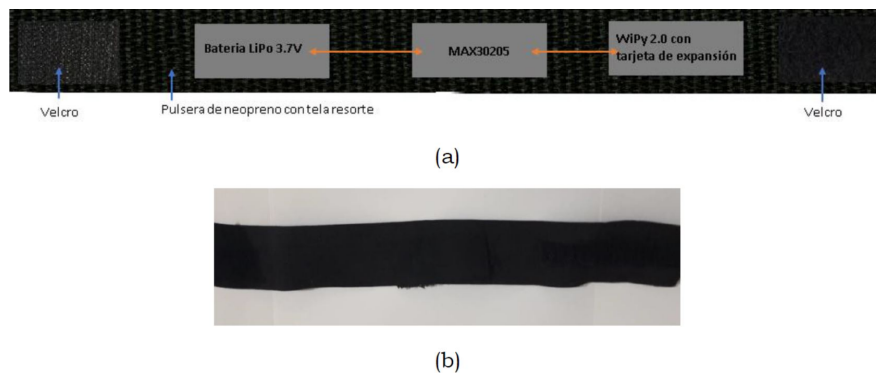 Bateria LiPo 3.7V
MAX30205
WiPy 2.0 con
tarjeta de expansión
Velcro
Pulsera de neopreno con tela resorte
Velcro
(a)
(b)